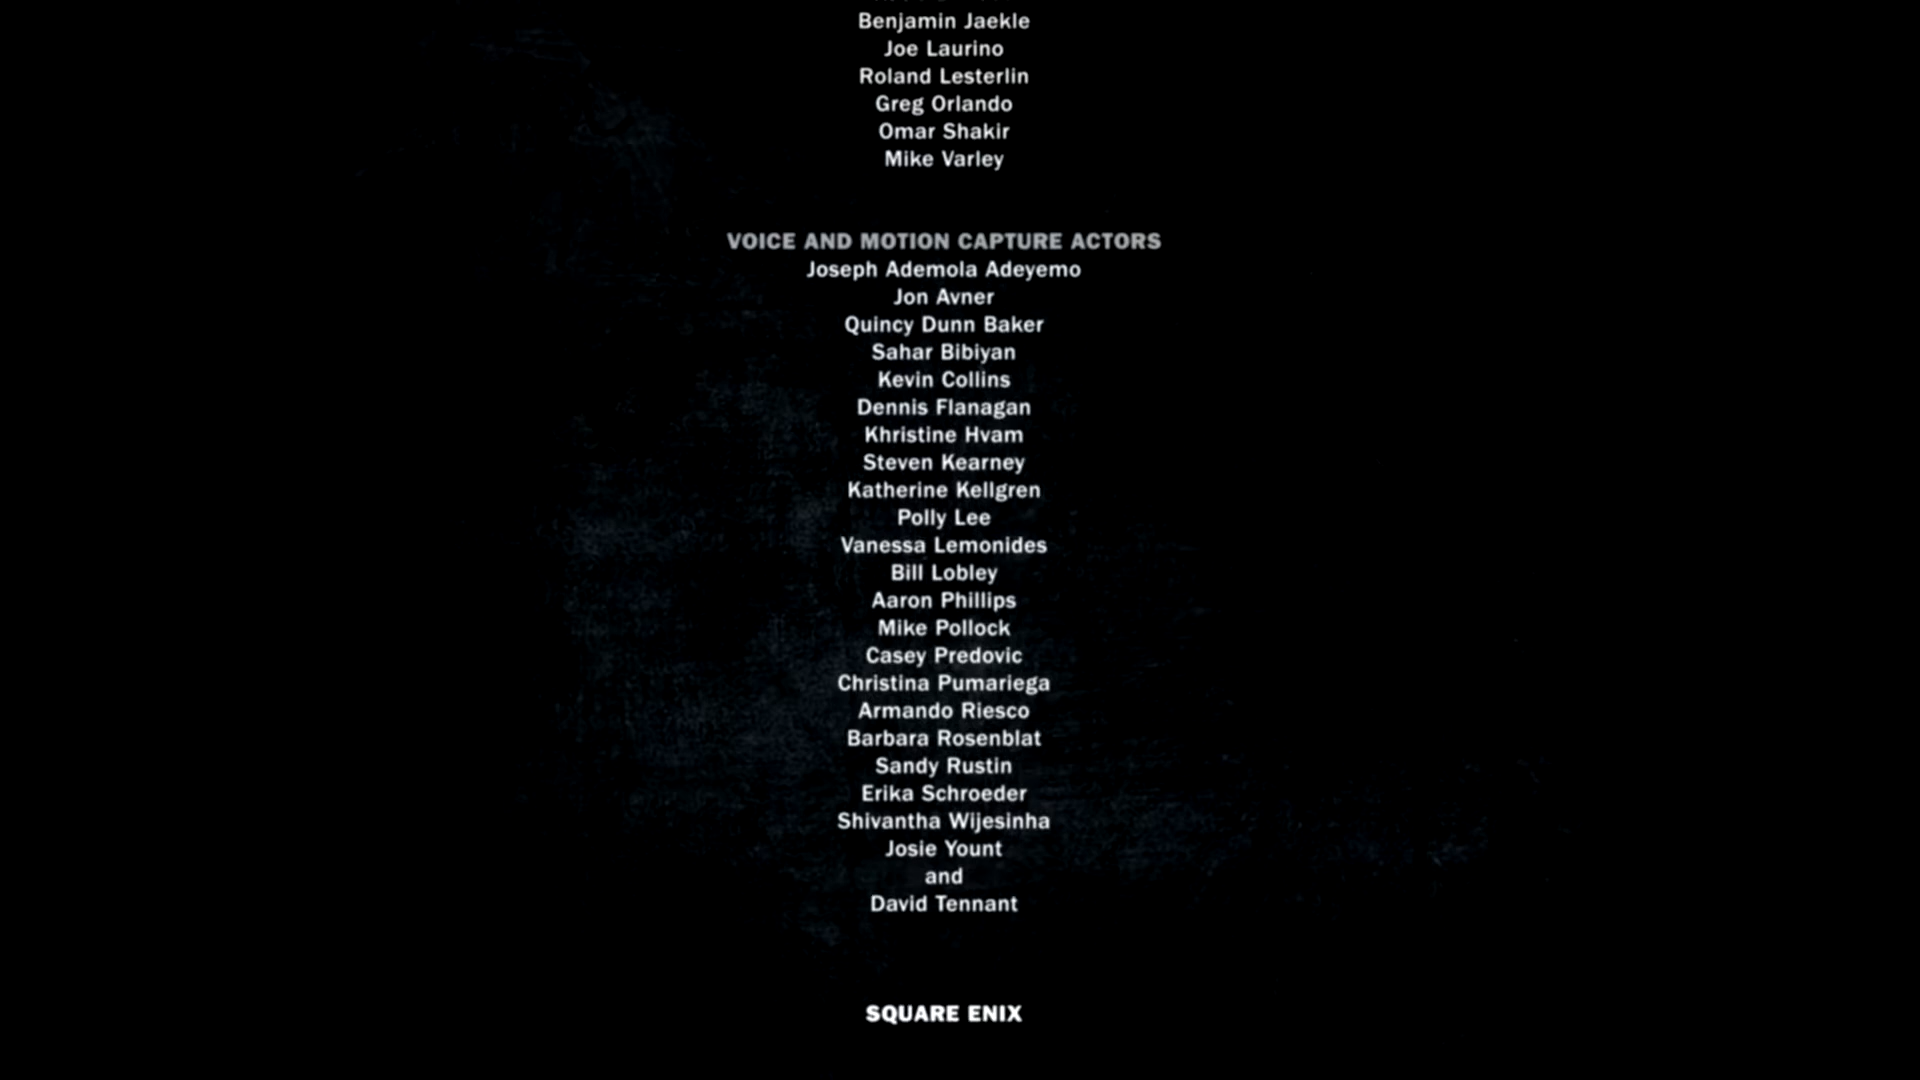 Benjamin Jaekle
Joe Laurino
Roland Lesterlin
Greg Orlando
Omar Shakir
Mike Varley
VOICE AND MOTION CAPTURE ACTORS
Joseph Ademola Adeyemo
Jon Avner
Quincy Dunn Baker
Sahar Bibiyan
Kevin Collins
Dennis Flanagan
Khristine Hvam
Steven Kearney
Katherine Kellgren
Polly Lee
Vanessa Lemonides
Bill Lobley
Aaron Phillips
Mike Pollock
Casey Predovic
Christina Pumariega
Armando Riesco
Barbara Rosenblat
Sandy Rustin
Erika Schroeder
Shivantha Wijesinha
Josie Yount
and
David Tennant
SQUARE ENIX